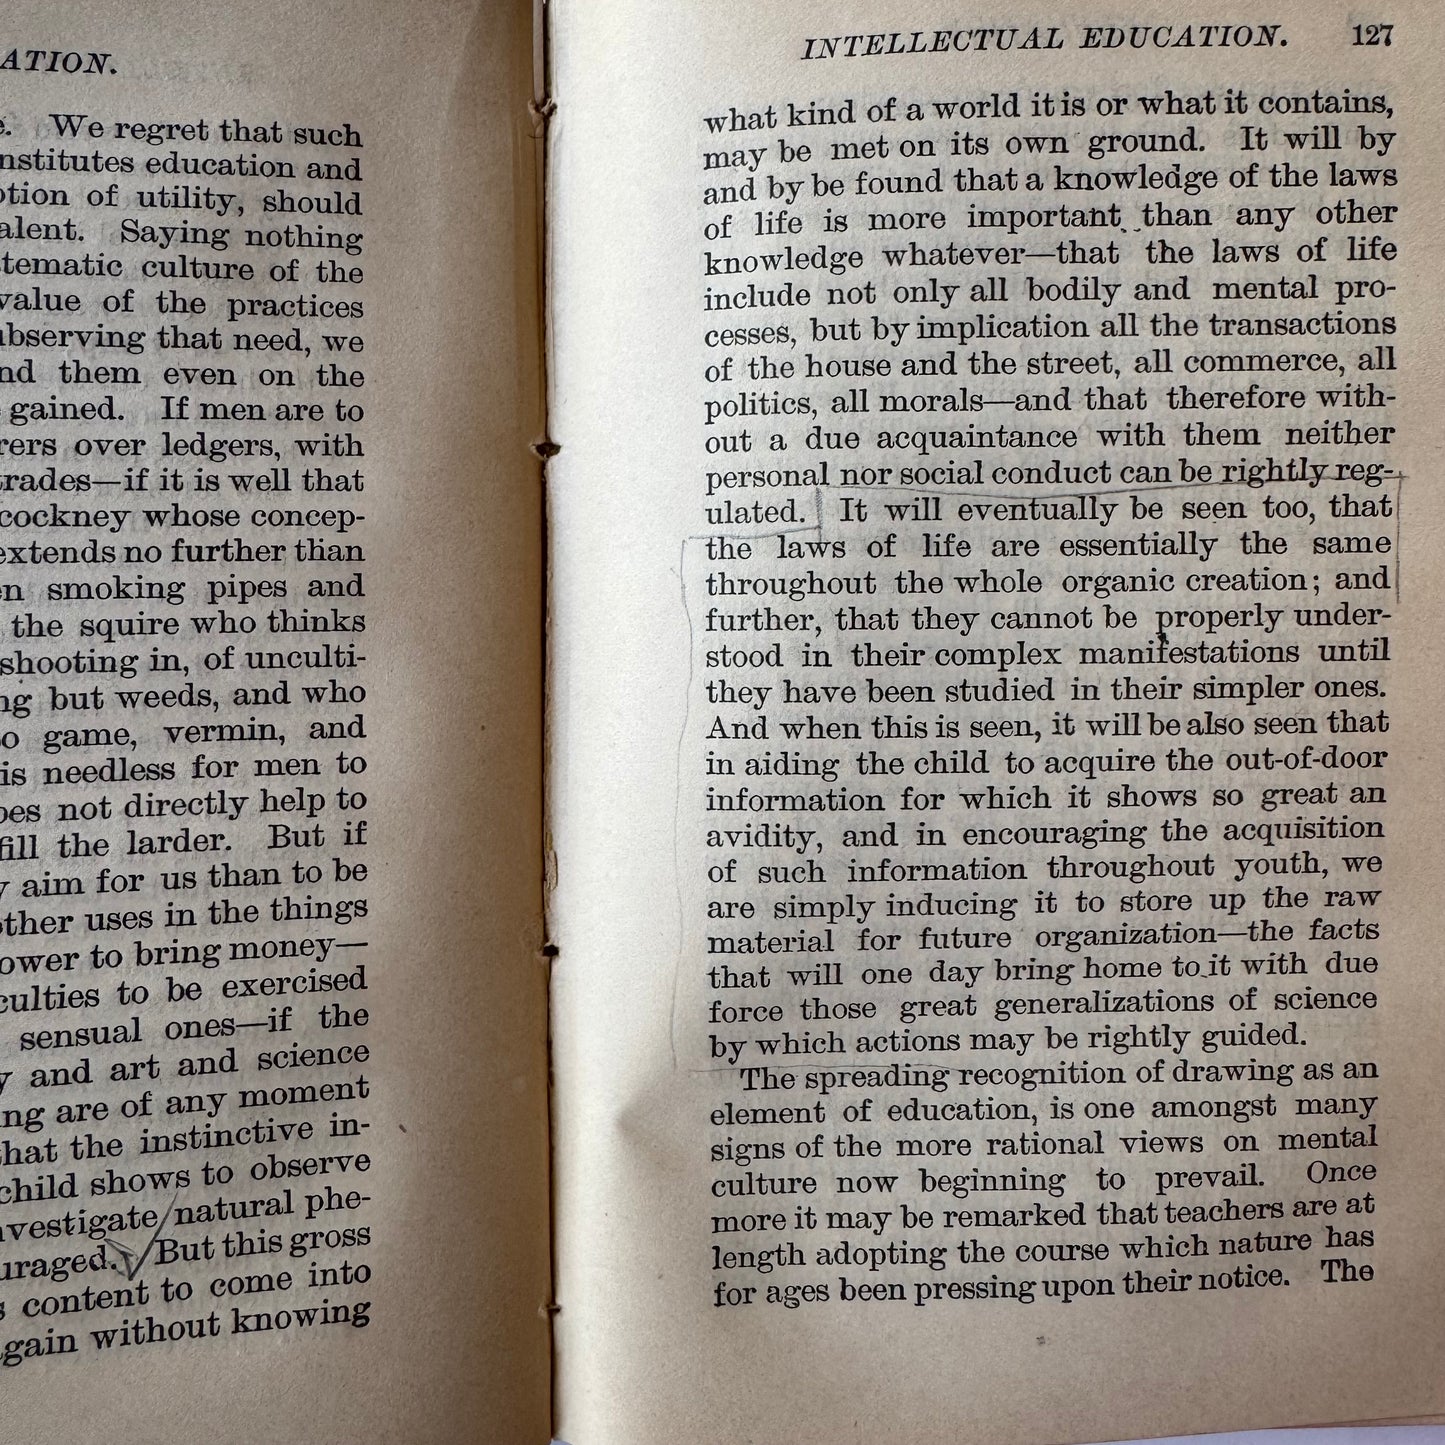 ATION.
We regret that such
nstitutes education and
otion of utility, should
alent. Saying nothing
tematic culture of the
value of the practices
observing that need, we
nd them even on the
gained. If men are to
rers over ledgers, with
trades—if it is well that
cockney whose concep-
extends no further than
en smoking pipes and
the squire who thinks
shooting in, of unculti-
ng but weeds, and who
o game, vermin, and
is needless for men to
oes not directly help to
fill the larder. But if
y aim for us than to be
other uses in the things
ower to bring money—
culties to be exercised
sensual ones—if the
y and art and science
ng are of any moment
that the instinctive in-
child shows to observe
nvestigate natural phe-
uraged. But this gross
s content to come into
gain without knowing
INTELLECTUAL EDUCATION. 127
what kind of a world it is or what it contains,
may be met on its own ground. It will by
and by be found that a knowledge of the laws
of life is more important than any other
knowledge whatever—that the laws of life
include not only all bodily and mental pro-
cesses, but by implication all the transactions
of the house and the street, all commerce, all
politics, all morals—and that therefore with-
out a due acquaintance with them neither
personal nor social conduct can be rightly reg-
ulated. It will eventually be seen too, that
the laws of life are essentially the same
throughout the whole organic creation; and
further, that they cannot be properly under-
stood in their complex manifestations until
they have been studied in their simpler ones.
And when this is seen, it will be also seen that
in aiding the child to acquire the out-of-door
information for which it shows so great an
avidity, and in encouraging the acquisition
of such information throughout youth, we
are simply inducing it to store up the raw
material for future organization—the facts
that will one day bring home to it with due
force those great generalizations of science
by which actions may be rightly guided.
The spreading recognition of drawing as an
element of education, is one amongst many
signs of the more rational views on mental
culture now beginning to prevail. Once
more it may be remarked that teachers are at
length adopting the course which nature has
for ages been pressing upon their notice. The